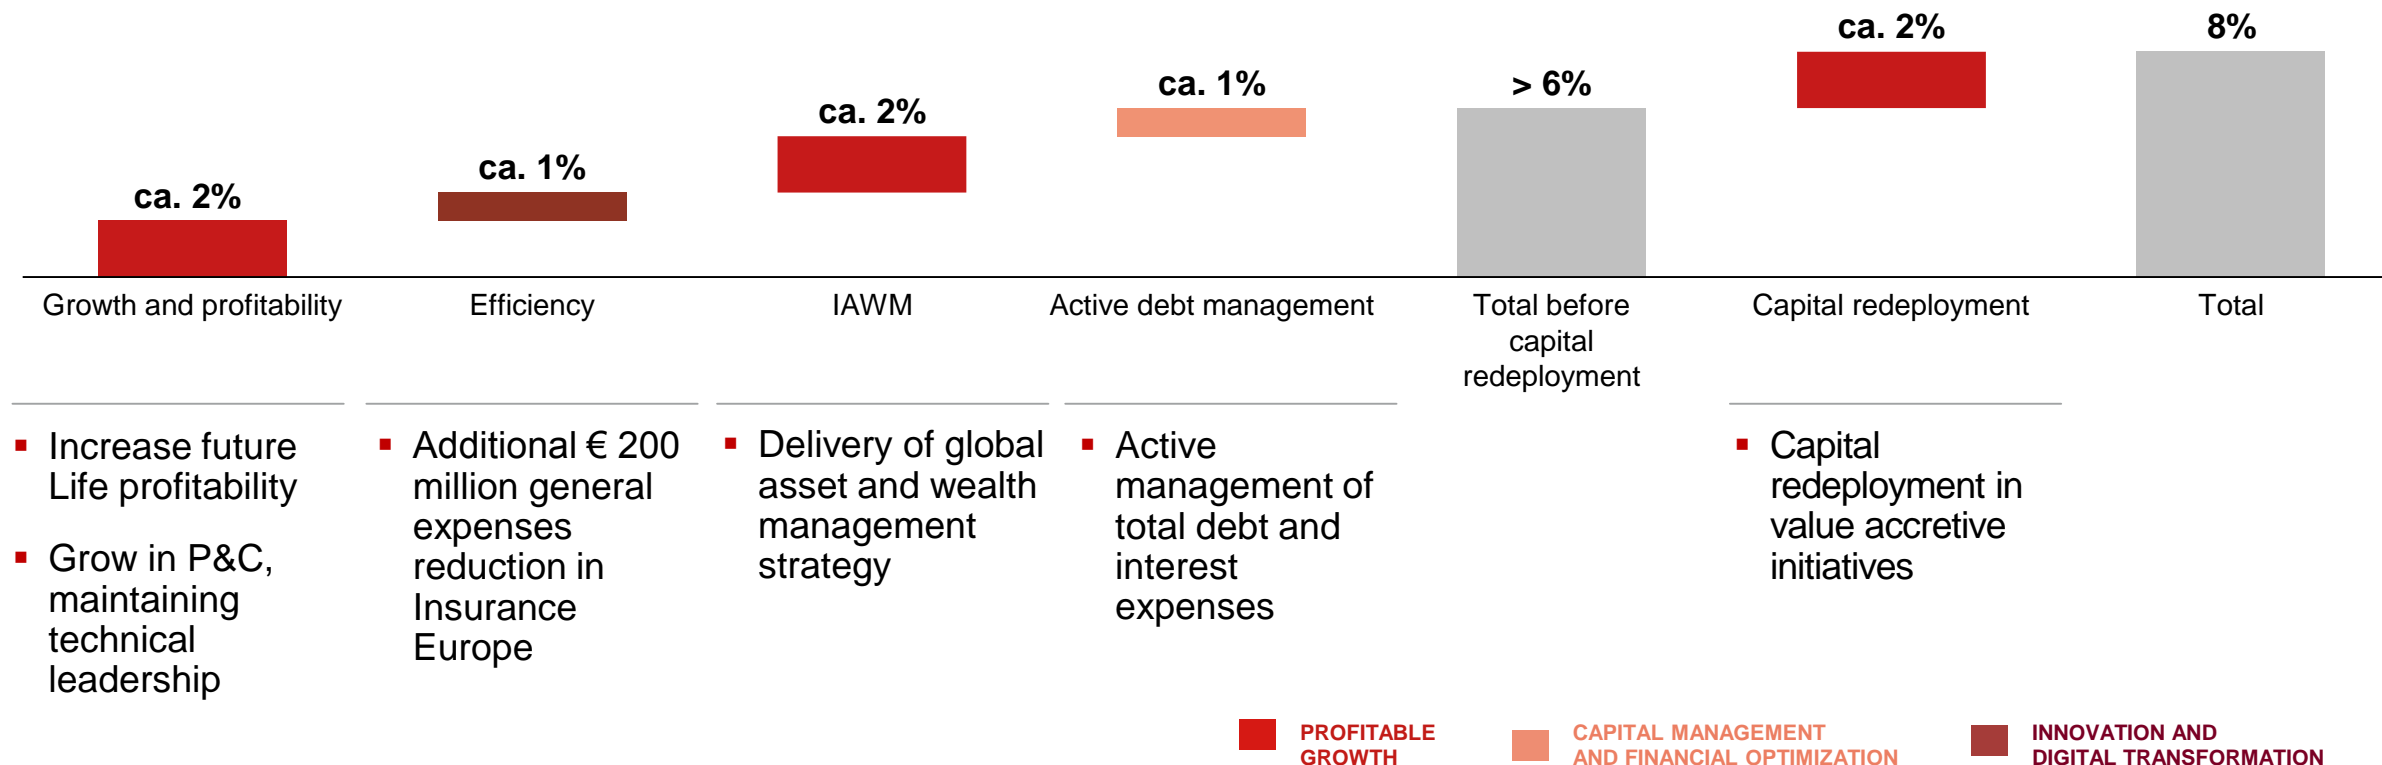 ca. 2%
ca. 1%
ca. 2%
ca. 1%
> 6%
ca. 2%
8%
Growth and profitability
Efficiency
IAWM
Active debt management
Total before
capital
redeployment
Capital redeployment
Total
▪ Increase future
Life profitability
▪ Grow in P&C,
maintaining
technical
leadership
▪ Additional € 200
million general
expenses
reduction in
Insurance
Europe
▪ Delivery of global
asset and wealth
management
strategy
▪ Active
management of
total debt and
interest
expenses
▪ Capital
redeployment in
value accretive
initiatives
PROFITABLE
GROWTH
CAPITAL MANAGEMENT
AND FINANCIAL OPTIMIZATION
INNOVATION AND
DIGITAL TRANSFORMATION